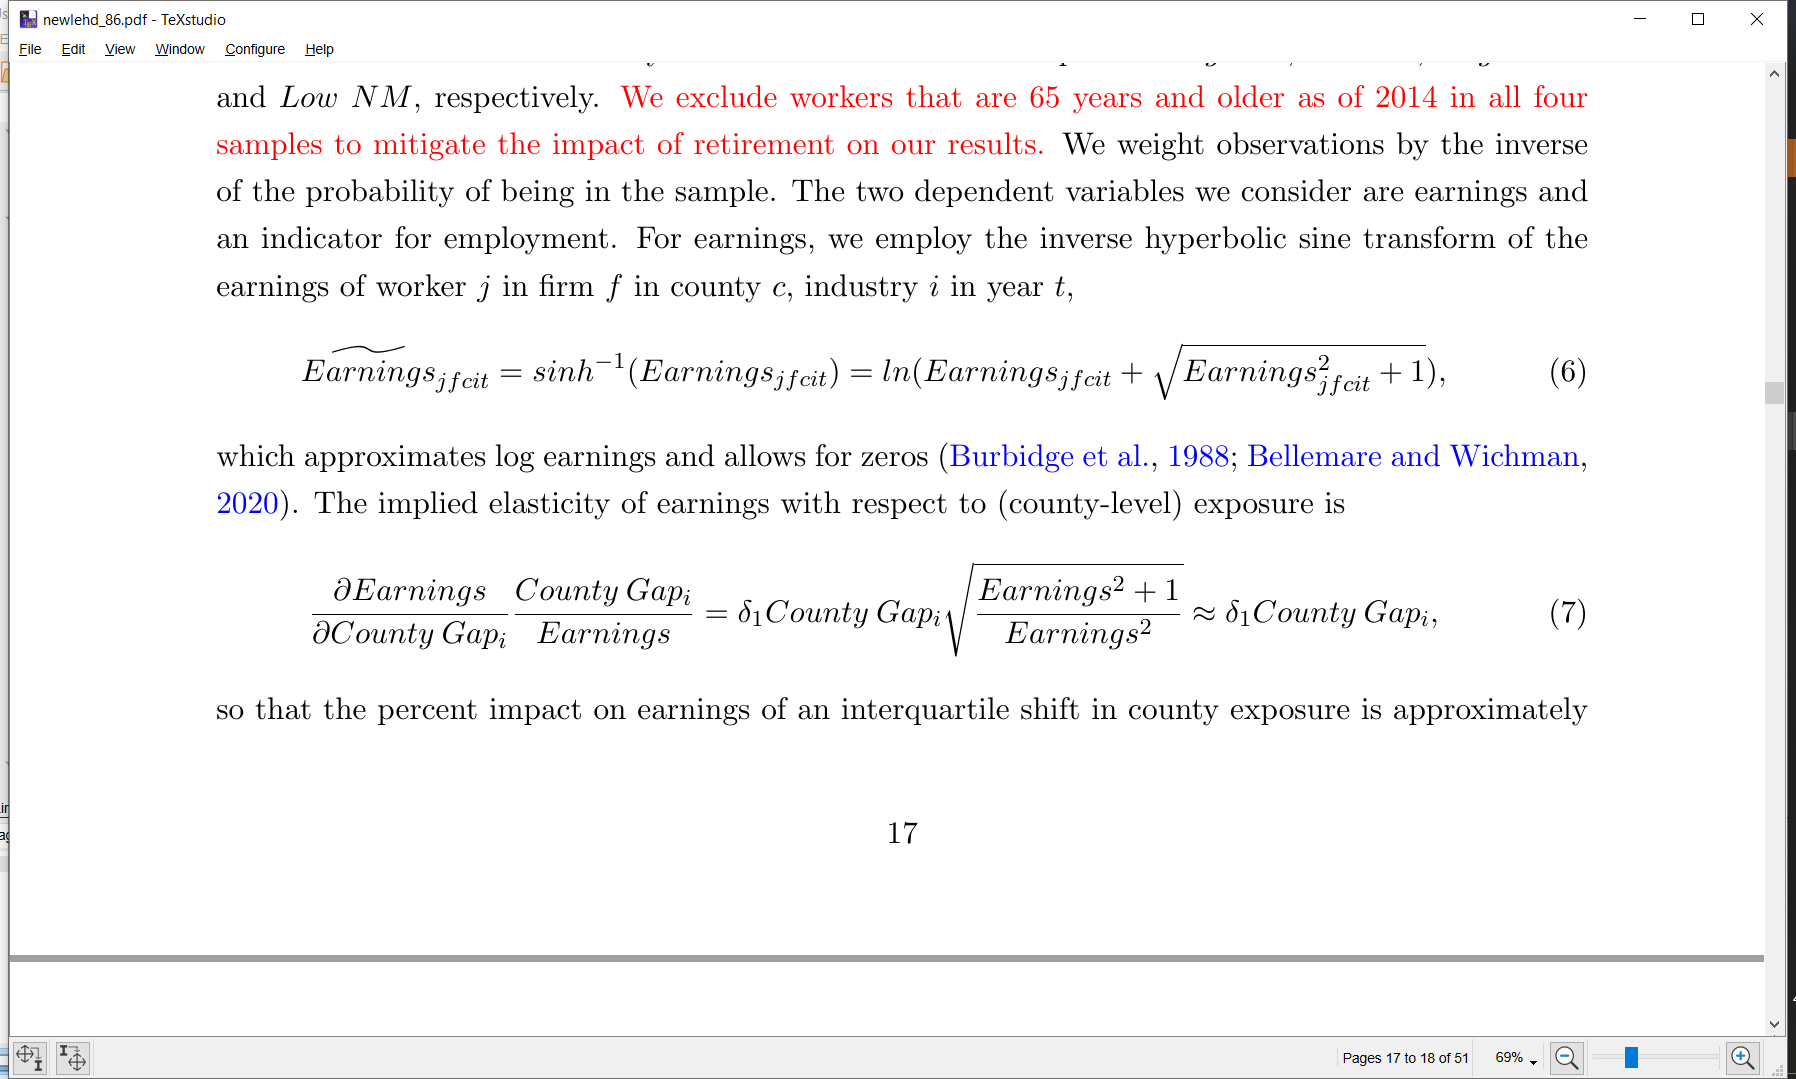 newlehd_86.pdf - TeXstudio
File Edit View Window Configure Help
and Low NM, respectively. We exclude workers that are 65 years and older as of 2014 in all four
samples to mitigate the impact of retirement on our results. We weight observations by the inverse
of the probability of being in the sample. The two dependent variables we consider are earnings and
an indicator for employment. For earnings, we employ the inverse hyperbolic sine transform of the
earnings of worker j in firm f in county c, industry i in year t,
\widetilde{Earnings}_{jfcit} = sinh^{-1}(Earnings_{jfcit}) = ln(Earnings_{jfcit} + \sqrt{Earnings^2_{jfcit} + 1}), (6)
which approximates log earnings and allows for zeros (Burbidge et al., 1988; Bellemare and Wichman,
2020). The implied elasticity of earnings with respect to (county-level) exposure is
\frac{∂Earnings}{∂County Gap_i} \frac{County Gap_i}{Earnings} = δ_1 County Gap_i \sqrt{\frac{Earnings^2 + 1}{Earnings^2}} ≈ δ_1 County Gap_i, (7)
so that the percent impact on earnings of an interquartile shift in county exposure is approximately
17
Pages 17 to 18 of 51 69%